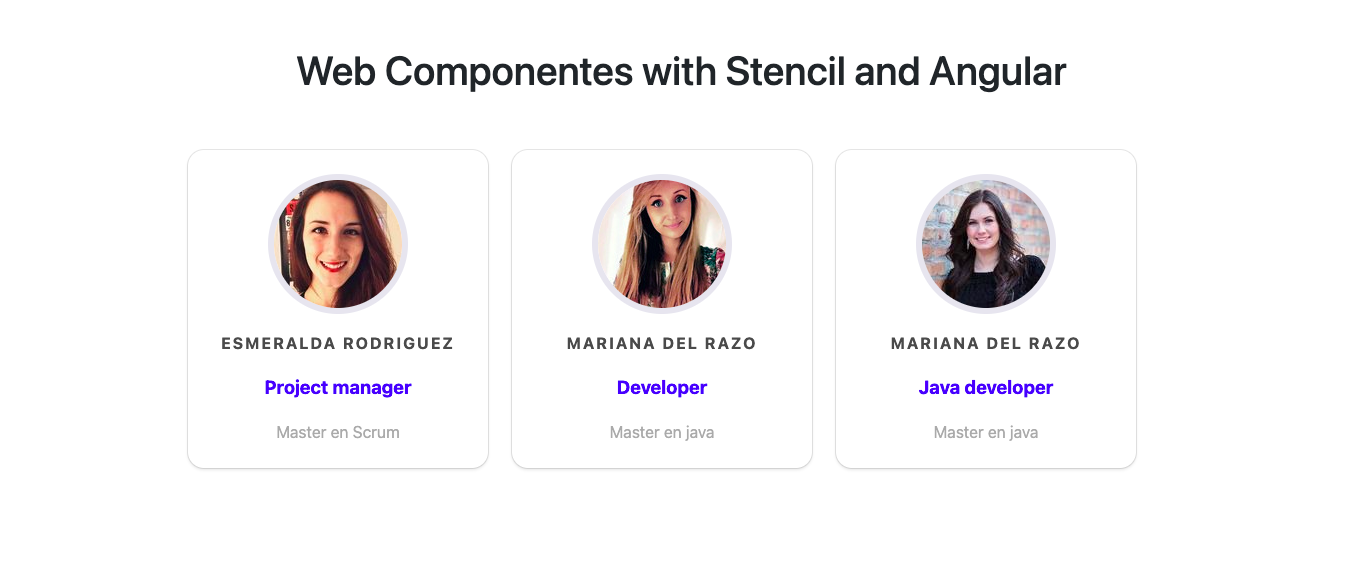 Web Componentes with Stencil and Angular
ESMERALDA RODRIGUEZ
Project manager
Master en Scrum
MARIANA DEL RAZO
Developer
Master en java
MARIANA DEL RAZO
Java developer
Master en java